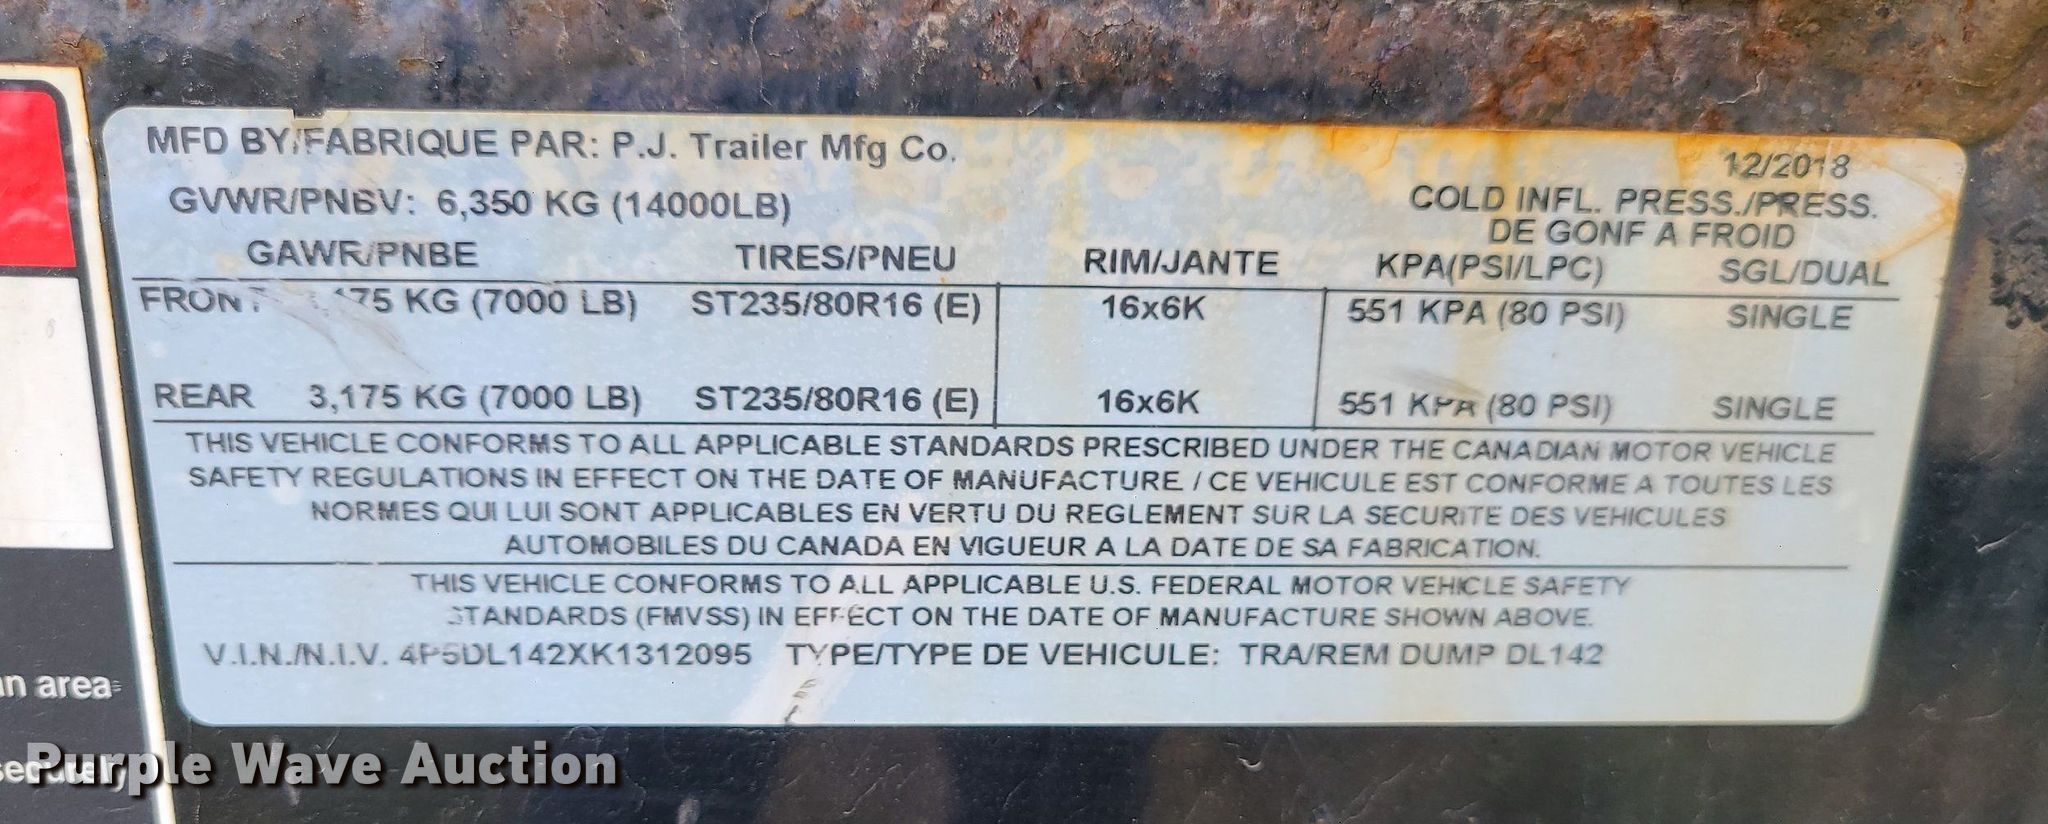 MFD BY/FABRIQUE PAR: P.J. Trailer Mfg Co.
12/2018
GVWR/PNBV: 6,350 KG (14000LB)
COLD INFL. PRESS./PRESS.
DE GONF A FROID
GAWR/PNBE TIRES/PNEU RIM/JANTE KPA(PSI/LPC) SGL/DUAL
FRONT ,175 KG (7000 LB) ST235/80R16 (E) 16x6K 551 KPA (80 PSI) SINGLE
REAR 3,175 KG (7000 LB) ST235/80R16 (E) 16x6K 551 KPA (80 PSI) SINGLE
THIS VEHICLE CONFORMS TO ALL APPLICABLE STANDARDS PRESCRIBED UNDER THE CANADIAN MOTOR VEHICLE
SAFETY REGULATIONS IN EFFECT ON THE DATE OF MANUFACTURE. / CE VEHICULE EST CONFORME A TOUTES LES
NORMES QUI LUI SONT APPLICABLES EN VERTU DU REGLEMENT SUR LA SECURITE DES VEHICULES
AUTOMOBILES DU CANADA EN VIGUEUR A LA DATE DE SA FABRICATION.
THIS VEHICLE CONFORMS TO ALL APPLICABLE U.S. FEDERAL MOTOR VEHICLE SAFETY
STANDARDS (FMVSS) IN EFFECT ON THE DATE OF MANUFACTURE SHOWN ABOVE.
V.I.N./N.I.V. 4P5DL142XK1312095 TYPE/TYPE DE VEHICULE: TRA/REM DUMP DL142
n area
securely
Purple Wave Auction